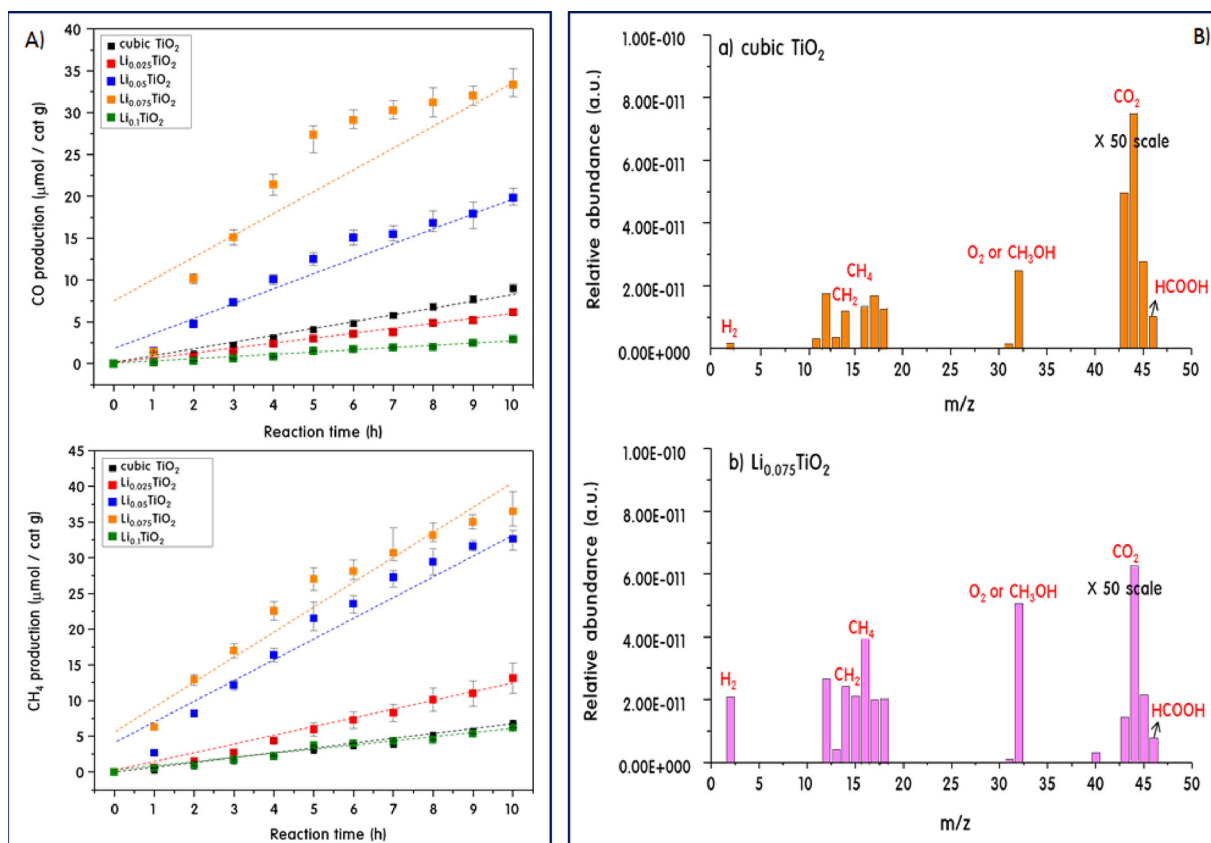 A)
40
35
30
25
20
15
10
5
0
CO production (μmol / cat g)
cubic TiO₂
Li₀.₀₂₅TiO₂
Li₀.₀₅TiO₂
Li₀.₀₇₅TiO₂
Li₀.₁TiO₂
0 1 2 3 4 5 6 7 8 9 10
Reaction time (h)
45
40
35
30
25
20
15
10
5
0
CH₄ production (μmol / cat g)
cubic TiO₂
Li₀.₀₂₅TiO₂
Li₀.₀₅TiO₂
Li₀.₀₇₅TiO₂
Li₀.₁TiO₂
0 1 2 3 4 5 6 7 8 9 10
Reaction time (h)
B)
a) cubic TiO₂
1.00E-010
8.00E-011
6.00E-011
4.00E-011
2.00E-011
0.00E+000
Relative abundance (a.u.)
CO₂
X 50 scale
O₂ or CH₃OH
CH₄
CH₂
HCOOH
H₂
0 5 10 15 20 25 30 35 40 45 50
m/z
b) Li₀.₀₇₅TiO₂
1.00E-010
8.00E-011
6.00E-011
4.00E-011
2.00E-011
0.00E+000
Relative abundance (a.u.)
CO₂
X 50 scale
O₂ or CH₃OH
CH₄
CH₂
H₂
HCOOH
0 5 10 15 20 25 30 35 40 45 50
m/z